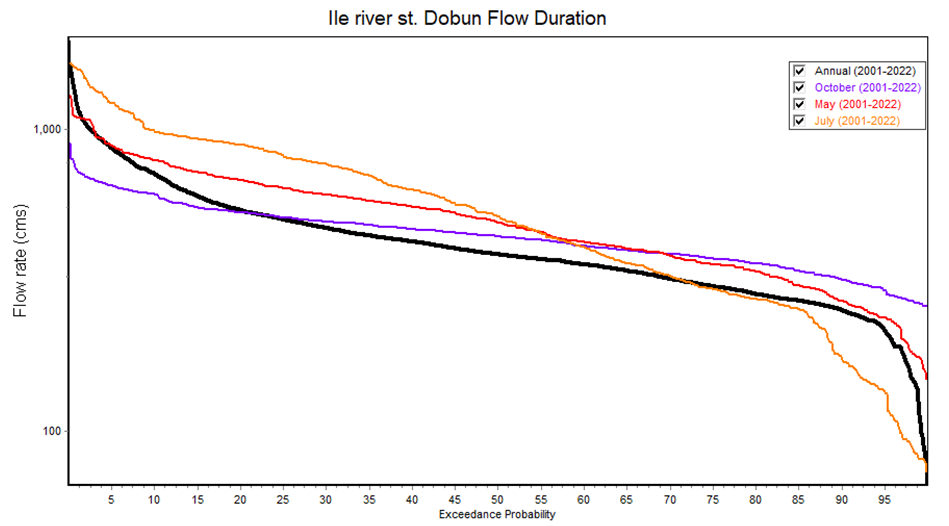 Ile river st. Dobun Flow Duration
Annual (2001-2022)
October (2001-2022)
May (2001-2022)
July (2001-2022)
1,000
Flow rate (cms)
100
5 10 15 20 25 30 35 40 45 50 55 60 65 70 75 80 85 90 95
Exceedance Probability